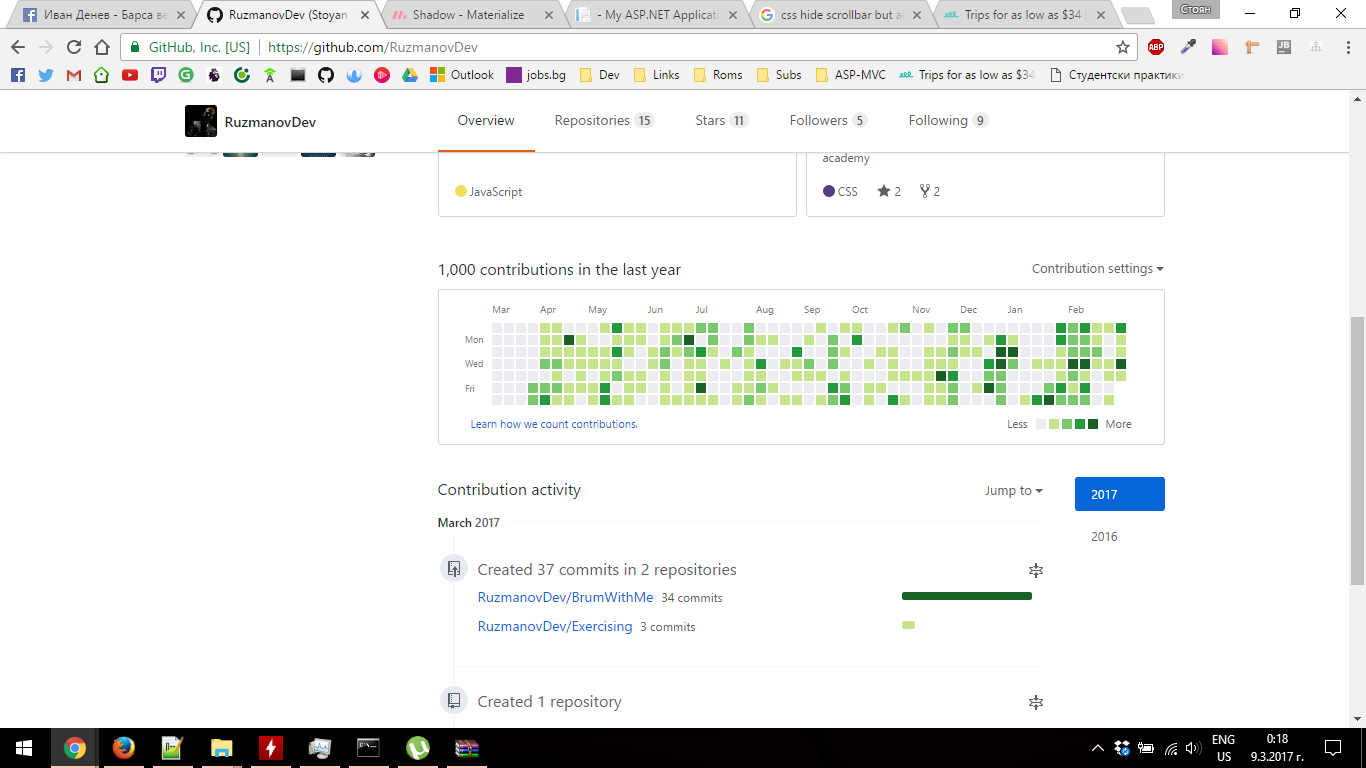 Иван Денев - Барса ве
RuzmanovDev (Stoyan
Shadow - Materialize
- My ASP.NET Applicat
css hide scrollbar but a
Trips for as low as $34 |
Стоян
GitHub, Inc. [US] https://github.com/RuzmanovDev
Outlook jobs.bg Dev Links Roms Subs ASP-MVC Trips for as low as $34 Студентски практики
RuzmanovDev
Overview Repositories 15 Stars 11 Followers 5 Following 9
academy
JavaScript
CSS 2 2
1,000 contributions in the last year
Contribution settings
Mar Apr May Jun Jul Aug Sep Oct Nov Dec Jan Feb
Mon
Wed
Fri
Learn how we count contributions.
Less More
Contribution activity
Jump to
2017
2016
March 2017
Created 37 commits in 2 repositories
RuzmanovDev/BrumWithMe 34 commits
RuzmanovDev/Exercising 3 commits
Created 1 repository
ENG
US
0:18
9.3.2017 г.